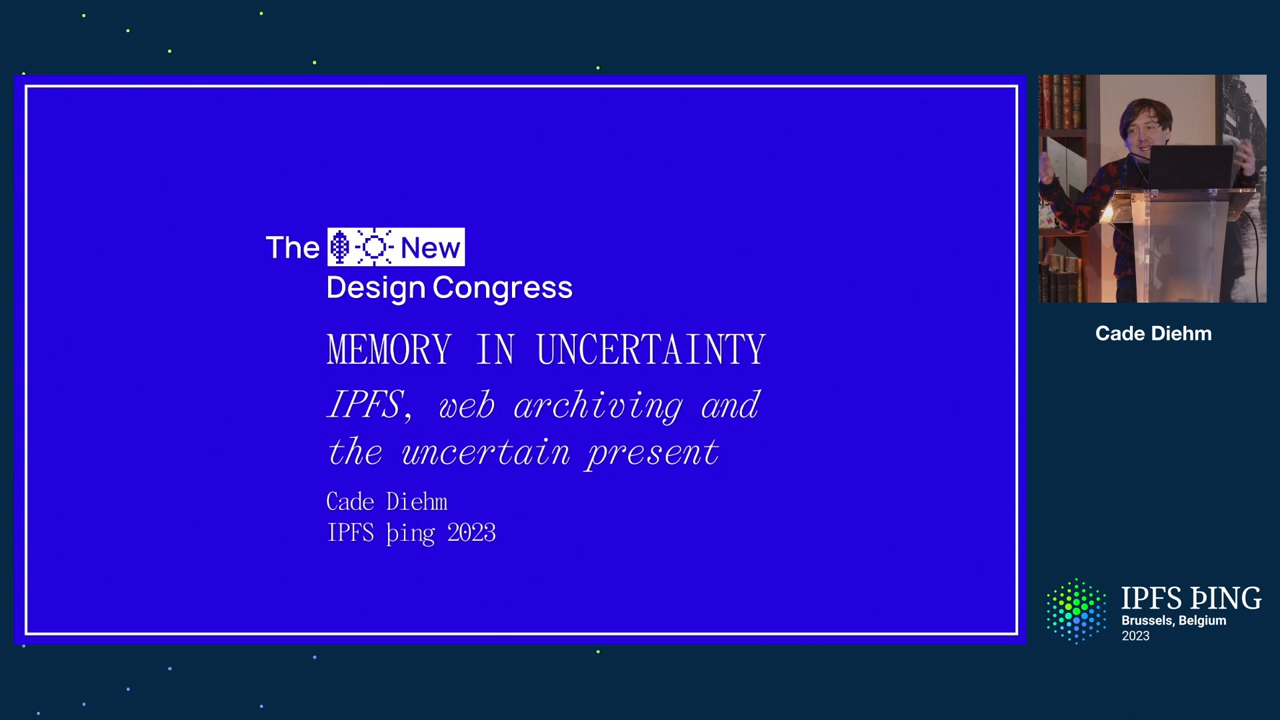 The New
Design Congress
MEMORY IN UNCERTAINTY
IPFS, web archiving and
the uncertain present
Cade Diehm
IPFS þing 2023
Cade Diehm
IPFS ÞING
Brussels, Belgium
2023